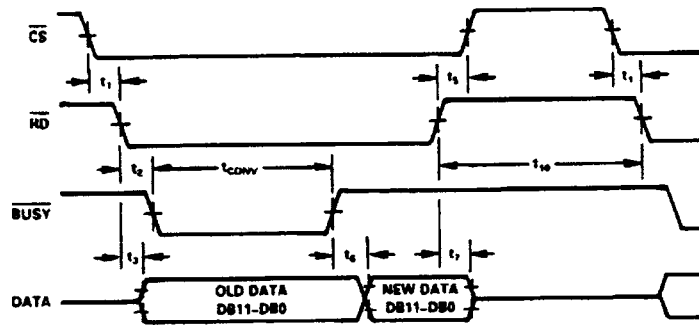 CS
t1
t5
t1
RD
t2
tCONV
t10
BUSY
t3
t6
t7
DATA
OLD DATA
DB11-DB0
NEW DATA
DB11-DB0